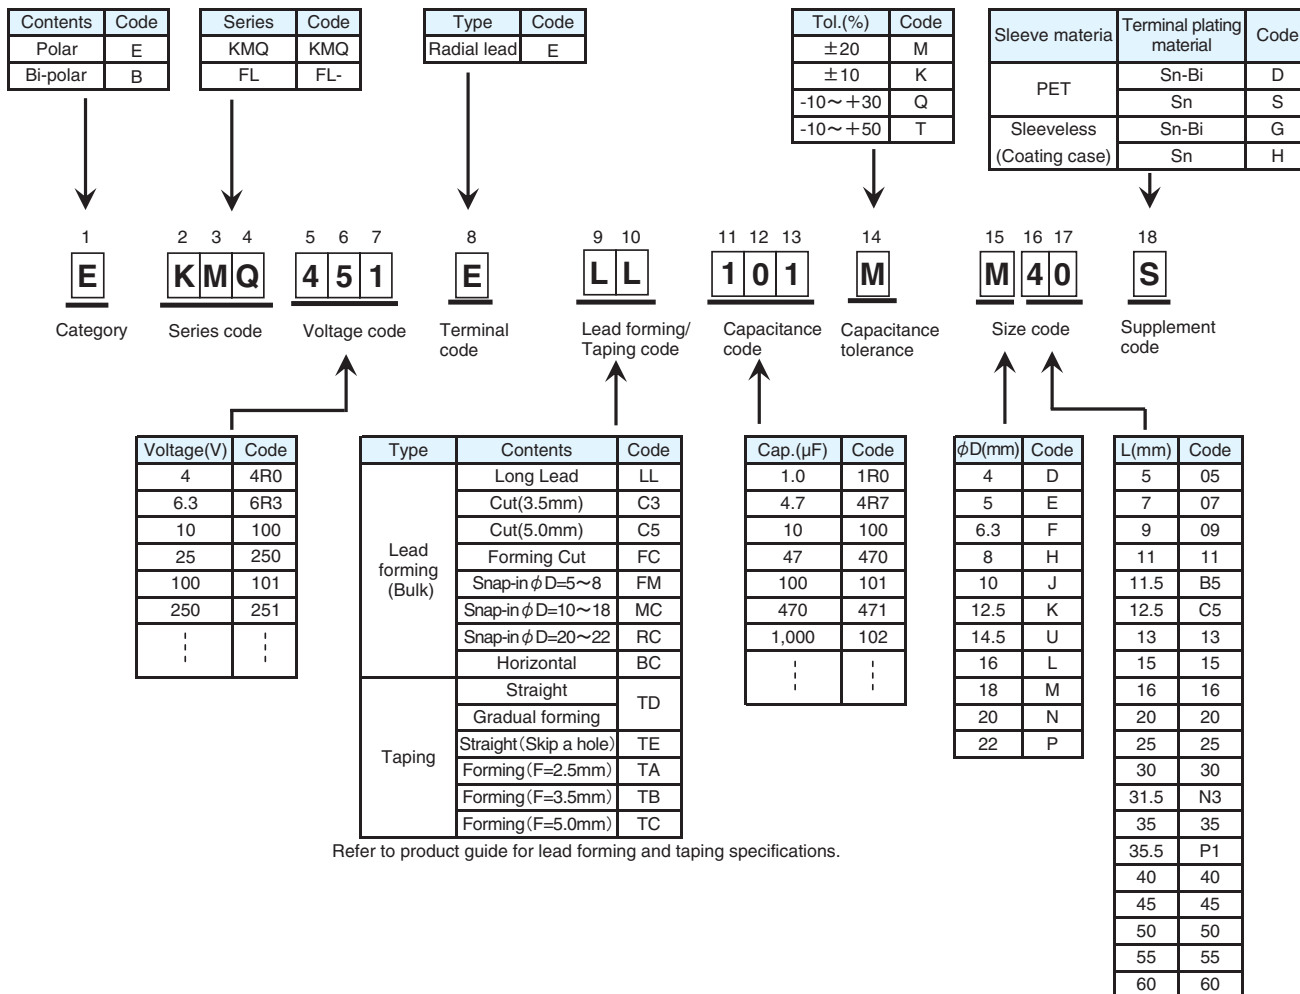 Contents Code
Polar E
Bi-polar B
Series Code
KMQ KMQ
FL FL-
Type Code
Radial lead E
Tol.(%) Code
±20 M
±10 K
-10～+30 Q
-10～+50 T
Sleeve materia Terminal plating material Code
PET Sn-Bi D
Sn S
Sleeveless (Coating case) Sn-Bi G
Sn H
1 2 3 4 5 6 7 8 9 10 11 12 13 14 15 16 17 18
E K M Q 4 5 1 E L L 1 0 1 M M 4 0 S
Category
Series code
Voltage code
Terminal
code
Lead forming/
Taping code
Capacitance
code
Capacitance
tolerance
Size code
Supplement
code
Voltage(V) Code
4 4R0
6.3 6R3
10 100
25 250
100 101
250 251
Type Contents Code
Lead
forming
(Bulk)
Long Lead LL
Cut(3.5mm) C3
Cut(5.0mm) C5
Forming Cut FC
Snap-in ϕD=5～8 FM
Snap-in ϕD=10～18 MC
Snap-in ϕD=20～22 RC
Horizontal BC
Taping
Straight TD
Gradual forming
Straight(Skip a hole) TE
Forming(F=2.5mm) TA
Forming(F=3.5mm) TB
Forming(F=5.0mm) TC
Cap.(µF) Code
1.0 1R0
4.7 4R7
10 100
47 470
100 101
470 471
1,000 102
ϕD(mm) Code
4 D
5 E
6.3 F
8 H
10 J
12.5 K
14.5 U
16 L
18 M
20 N
22 P
L(mm) Code
5 05
7 07
9 09
11 11
11.5 B5
12.5 C5
13 13
15 15
16 16
20 20
25 25
30 30
31.5 N3
35 35
35.5 P1
40 40
45 45
50 50
55 55
60 60
Refer to product guide for lead forming and taping specifications.